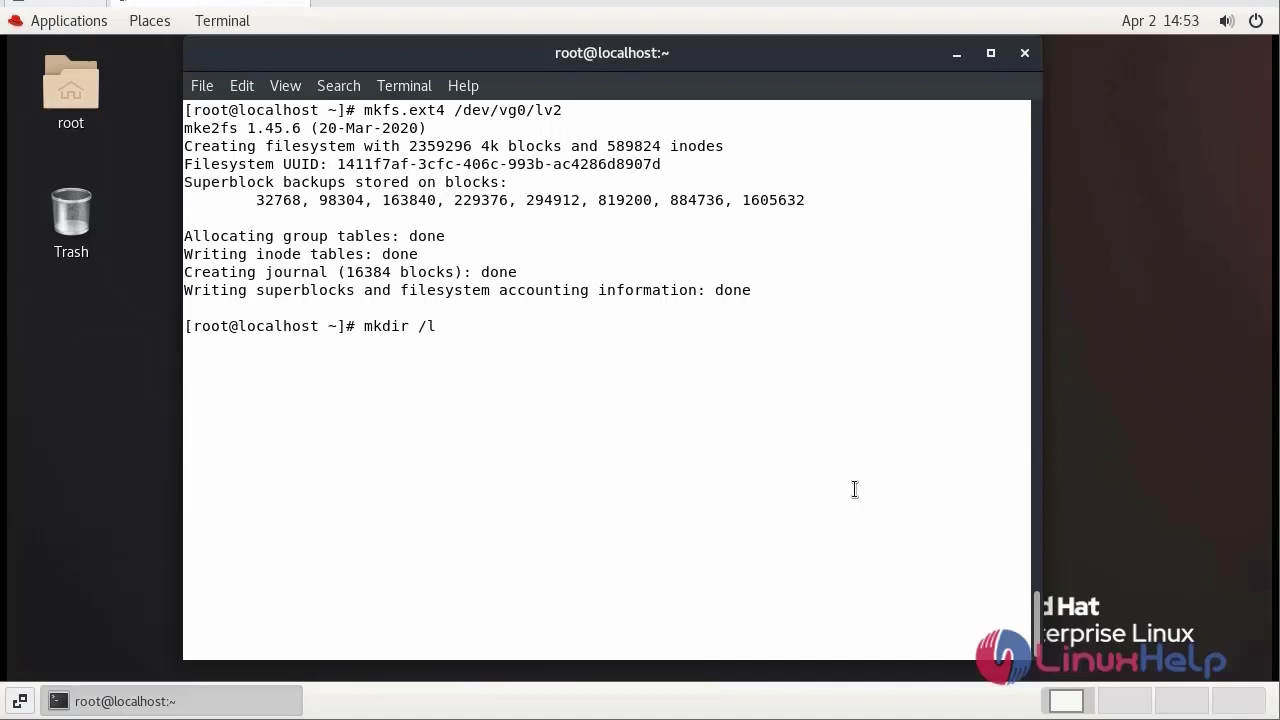 Applications Places Terminal Apr 2 14:53
root@localhost:~
File Edit View Search Terminal Help
[root@localhost ~]# mkfs.ext4 /dev/vg0/lv2
mke2fs 1.45.6 (20-Mar-2020)
Creating filesystem with 2359296 4k blocks and 589824 inodes
Filesystem UUID: 1411f7af-3cfc-406c-993b-ac4286d8907d
Superblock backups stored on blocks:
32768, 98304, 163840, 229376, 294912, 819200, 884736, 1605632
Allocating group tables: done
Writing inode tables: done
Creating journal (16384 blocks): done
Writing superblocks and filesystem accounting information: done
[root@localhost ~]# mkdir /l
root
Trash
d Hat
terprise Linux
LinuxHelp
root@localhost:~